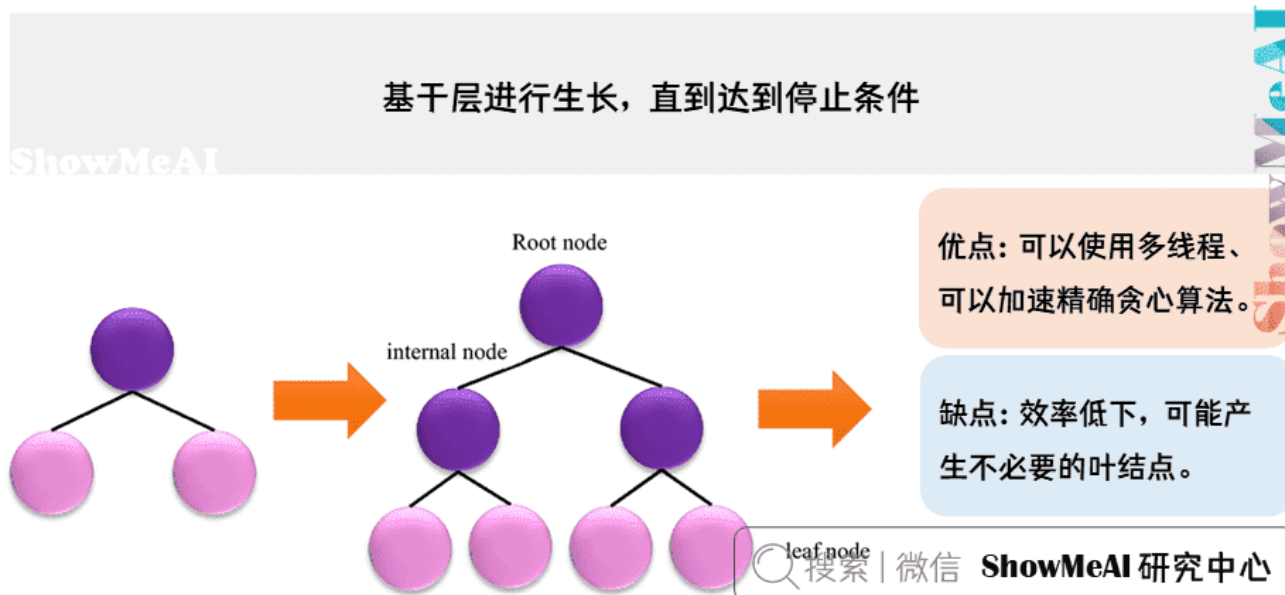 基于层进行生长，直到达到停止条件
ShowMeAI
ShowMeAI
Root node
internal node
优点：可以使用多线程、
可以加速精确贪心算法。
缺点：效率低下，可能产
生不必要的叶结点。
leaf node
搜索 | 微信 ShowMeAI 研究中心